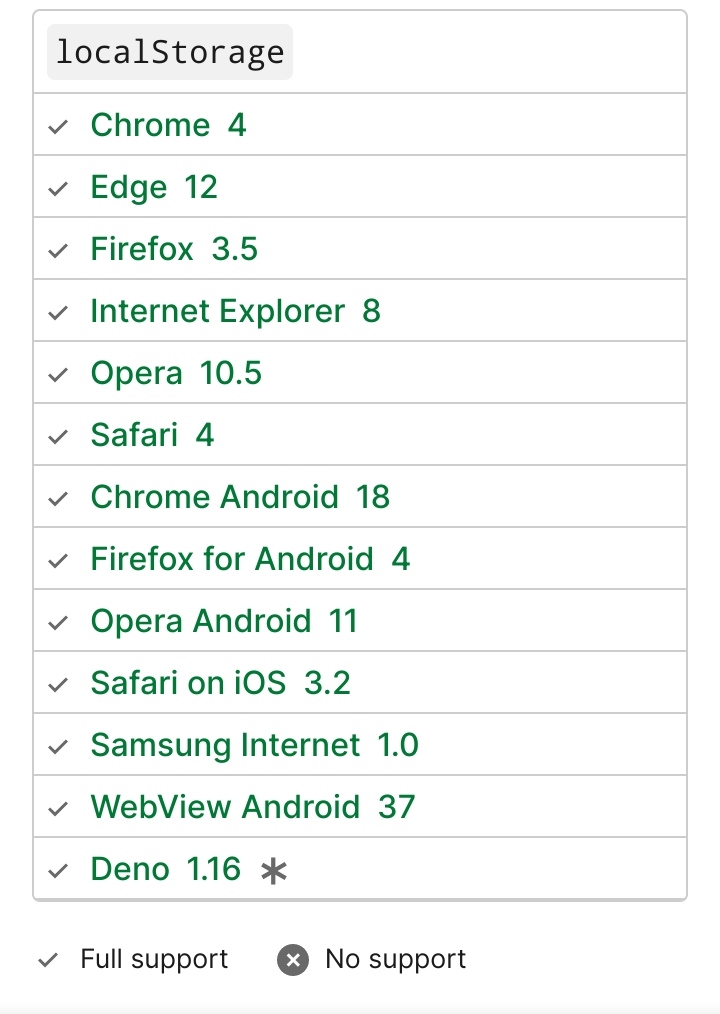 localStorage
Chrome 4
Edge 12
Firefox 3.5
Internet Explorer 8
Opera 10.5
Safari 4
Chrome Android 18
Firefox for Android 4
Opera Android 11
Safari on iOS 3.2
Samsung Internet 1.0
WebView Android 37
Deno 1.16 *
Full support No support